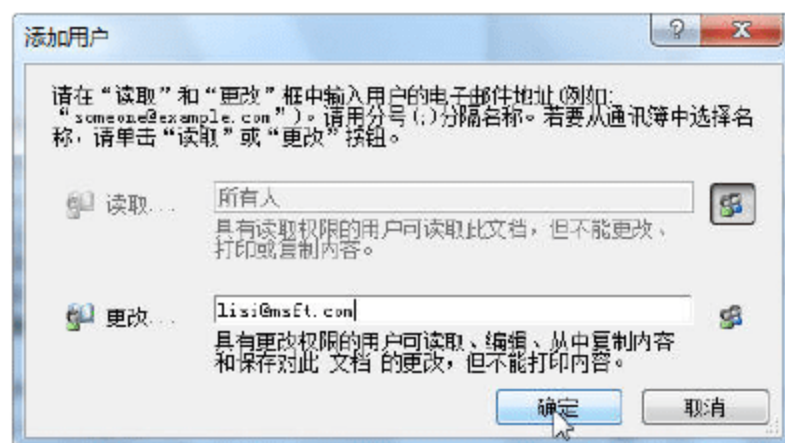 添加用户
请在“读取”和“更改”框中输入用户的电子邮件地址(例如:
“someone@example.com”)。请用分号(;)分隔名称。若要从通讯簿中选择名
称，请单击“读取”或“更改”按钮。
读取...
所有人
具有读取权限的用户可读取此文档，但不能更改、
打印或复制内容。
更改...
lisi@msft.com
具有更改权限的用户可读取、编辑、从中复制内容
和保存对此 文档 的更改，但不能打印内容。
确定
取消